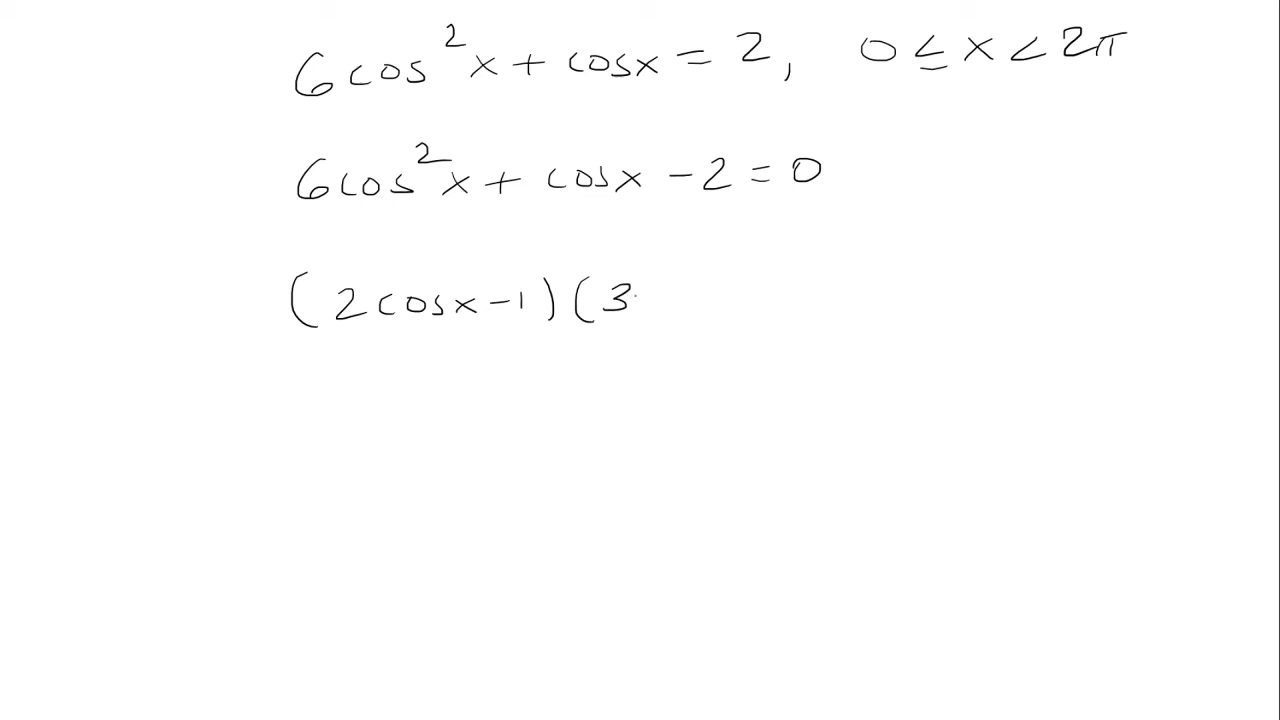 6cos²x + cosx = 2,   0 ≤ x < 2π
6cos²x + cosx - 2 = 0
(2cosx-1)(3